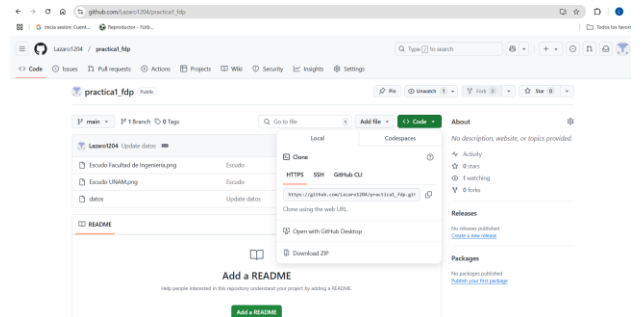 github.com/Lazaro1204/practica1_fdp
Inicia sesión: Cuent...
Reproductor - Fútb...
Todos los favori
Lazaro1204 / practica1_fdp
Type / to search
Code
Issues
Pull requests
Actions
Projects
Wiki
Security
Insights
Settings
practica1_fdp Public
Pin
Unwatch 1
Fork 0
Star 0
main
1 Branch
0 Tags
Go to file
Add file
Code
About
No description, website, or topics provided.
Activity
0 stars
1 watching
0 forks
Releases
No releases published
Create a new release
Packages
No packages published
Publish your first package
Lazaro1204 Update datos
Escudo Facultad de Ingeniería.png Escudo
Escudo UNAM.png Escudo
datos Update datos
Local
Codespaces
Clone
HTTPS SSH GitHub CLI
https://github.com/Lazaro1204/practica1_fdp.git
Clone using the web URL.
Open with GitHub Desktop
Download ZIP
README
Add a README
Help people interested in this repository understand your project by adding a README.
Add a README